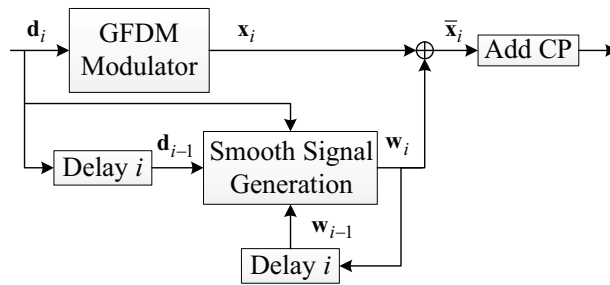 d_i
GFDM
Modulator
x_i
x̄_i
Add CP
Delay i
d_{i–1}
Smooth Signal
Generation
w_i
w_{i–1}
Delay i